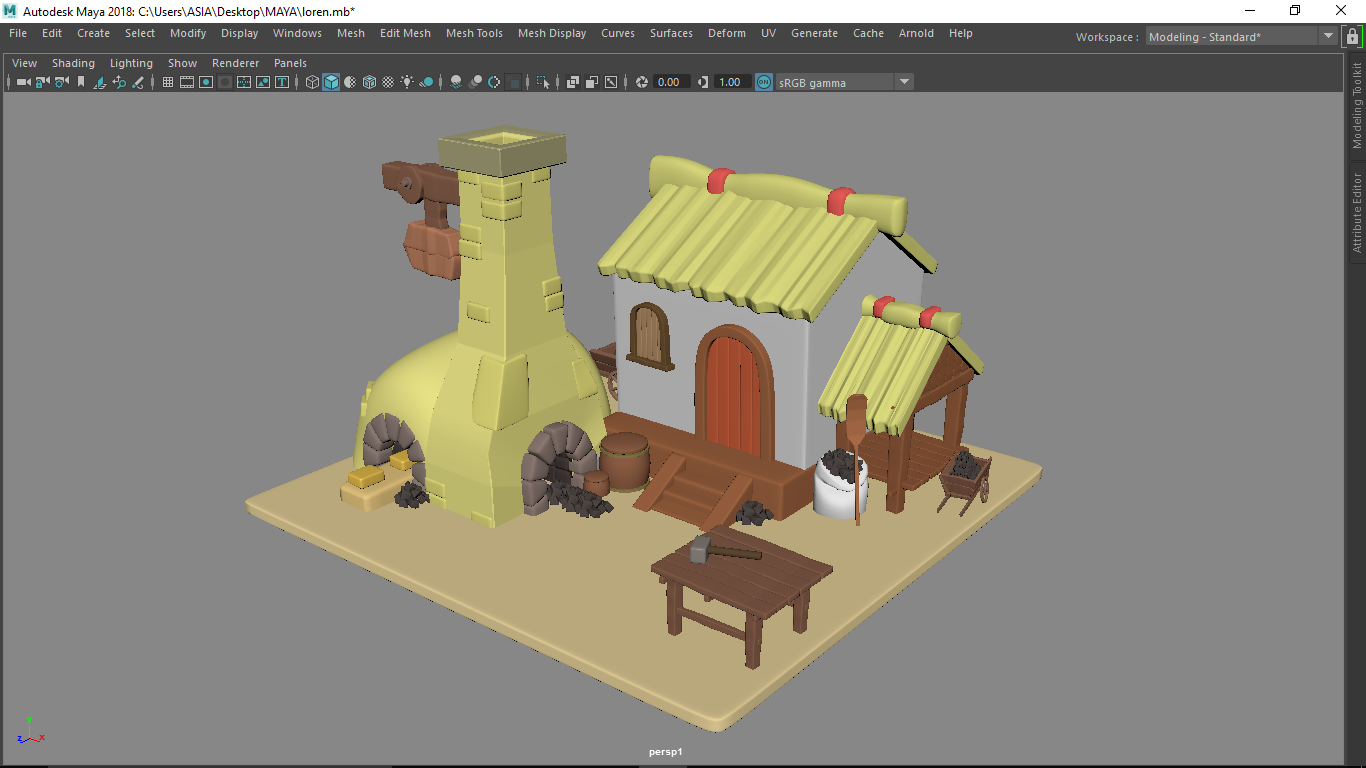 Autodesk Maya 2018: C:\Users\ASIA\Desktop\MAYA\loren.mb*
File Edit Create Select Modify Display Windows Mesh Edit Mesh Mesh Tools Mesh Display Curves Surfaces Deform UV Generate Cache Arnold Help
Workspace : Modeling - Standard*
View Shading Lighting Show Renderer Panels
0.00 1.00 ON sRGB gamma
Modeling Toolkit
Attribute Editor
Y
Z X
persp1